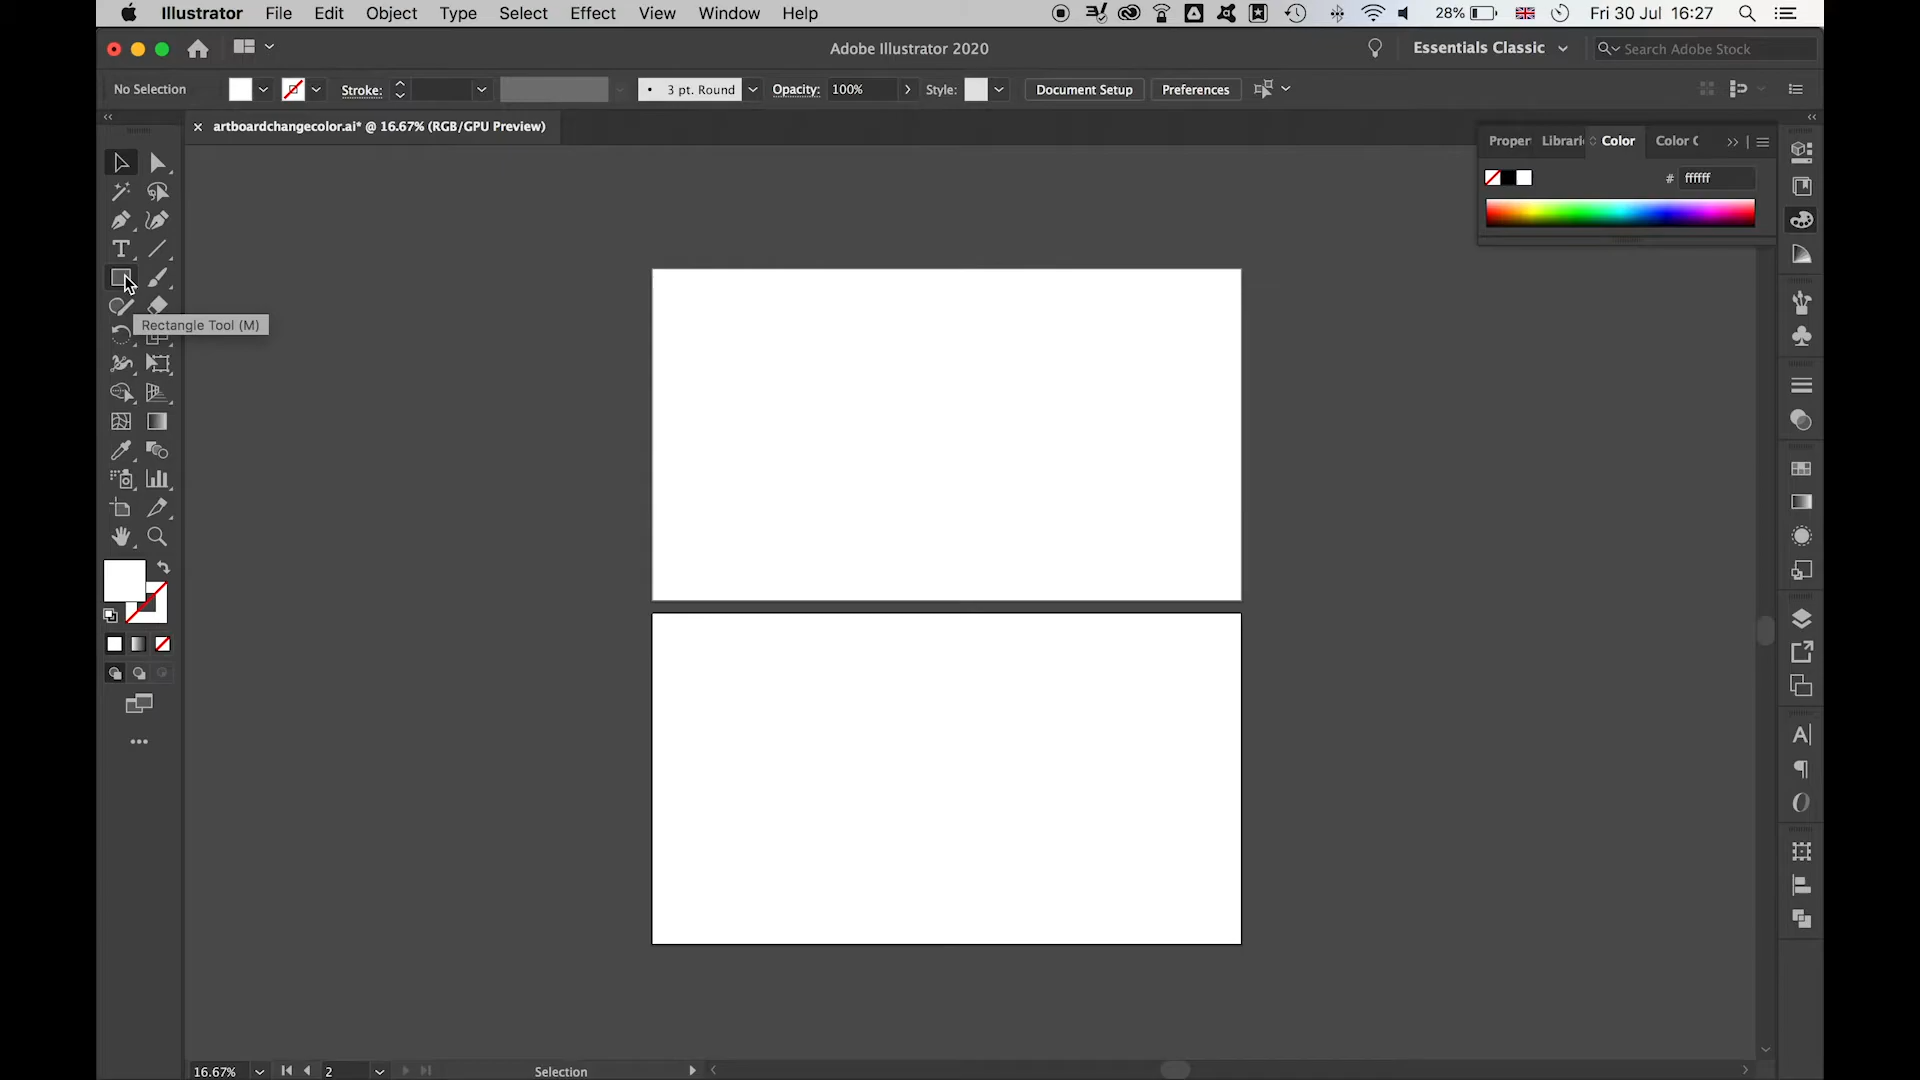 Illustrator File Edit Object Type Select Effect View Window Help 28% Fri 30 Jul 16:27
Adobe Illustrator 2020 Essentials Classic Search Adobe Stock
No Selection Stroke: 3 pt. Round Opacity: 100% Style: Document Setup Preferences
artboardchangecolor.ai* @ 16.67% (RGB/GPU Preview)
Proper Librari Color Color C
# ffffff
Rectangle Tool (M)
16.67% 2 Selection